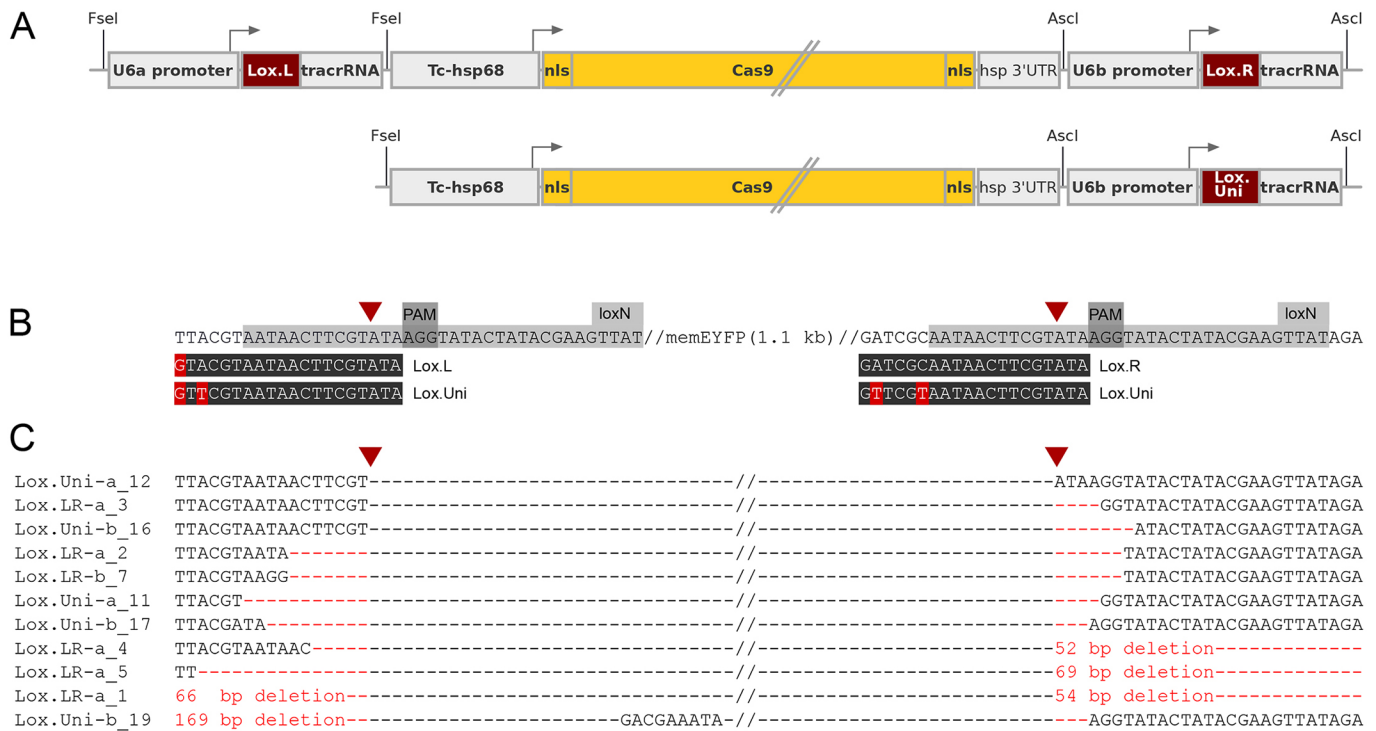 A
FseI FseI AscI AscI
U6a promoter Lox.L tracrRNA Tc-hsp68 nls Cas9 nls hsp 3'UTR U6b promoter Lox.R tracrRNA
FseI AscI AscI
Tc-hsp68 nls Cas9 nls hsp 3'UTR U6b promoter Lox. Uni tracrRNA
B
PAM loxN PAM loxN
TTACGTAATAACTTCGTATAAGGTATACTATACGAAGTTAT//memEYFP(1.1 kb)//GATCGCAATAACTTCGTATAAGGTATACTATACGAAGTTATAGA
GTACGTAATAACTTCGTATA Lox.L GATCGCAATAACTTCGTATA Lox.R
GTTCGTAATAACTTCGTATA Lox.Uni GTTCGTAATAACTTCGTATA Lox.Uni
C
Lox.Uni-a_12 TTACGTAATAACTTCGT--------------------------------//--------------------------ATAAGGTATACTATACGAAGTTATAGA
Lox.LR-a_3 TTACGTAATAACTTCGT--------------------------------//------------------------------GGTATACTATACGAAGTTATAGA
Lox.Uni-b_16 TTACGTAATAACTTCGT--------------------------------//---------------------------------ATACTATACGAAGTTATAGA
Lox.LR-a_2 TTACGTAATA---------------------------------------//--------------------------------TATACTATACGAAGTTATAGA
Lox.LR-b_7 TTACGTAAGG---------------------------------------//--------------------------------TATACTATACGAAGTTATAGA
Lox.Uni-a_11 TTACGT-------------------------------------------//------------------------------GGTATACTATACGAAGTTATAGA
Lox.Uni-b_17 TTACGATA-----------------------------------------//-----------------------------AGGTATACTATACGAAGTTATAGA
Lox.LR-a_4 TTACGTAATAAC-------------------------------------//--------------------------52 bp deletion-------------
Lox.LR-a_5 TT-----------------------------------------------//--------------------------69 bp deletion-------------
Lox.LR-a_1 66 bp deletion----------------------------------//--------------------------54 bp deletion-------------
Lox.Uni-b_19 169 bp deletion------------------------GACGAAATA-//-----------------------------AGGTATACTATACGAAGTTATAGA